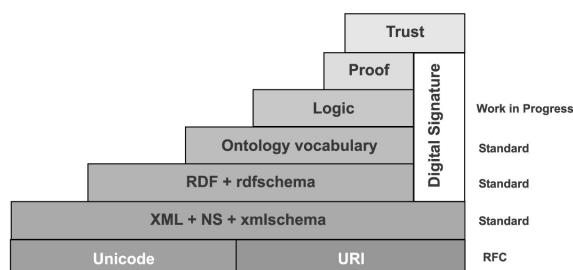 Trust
Proof
Digital Signature
Logic
Work in Progress
Ontology vocabulary
Standard
RDF + rdfschema
Standard
XML + NS + xmlschema
Standard
Unicode
URI
RFC